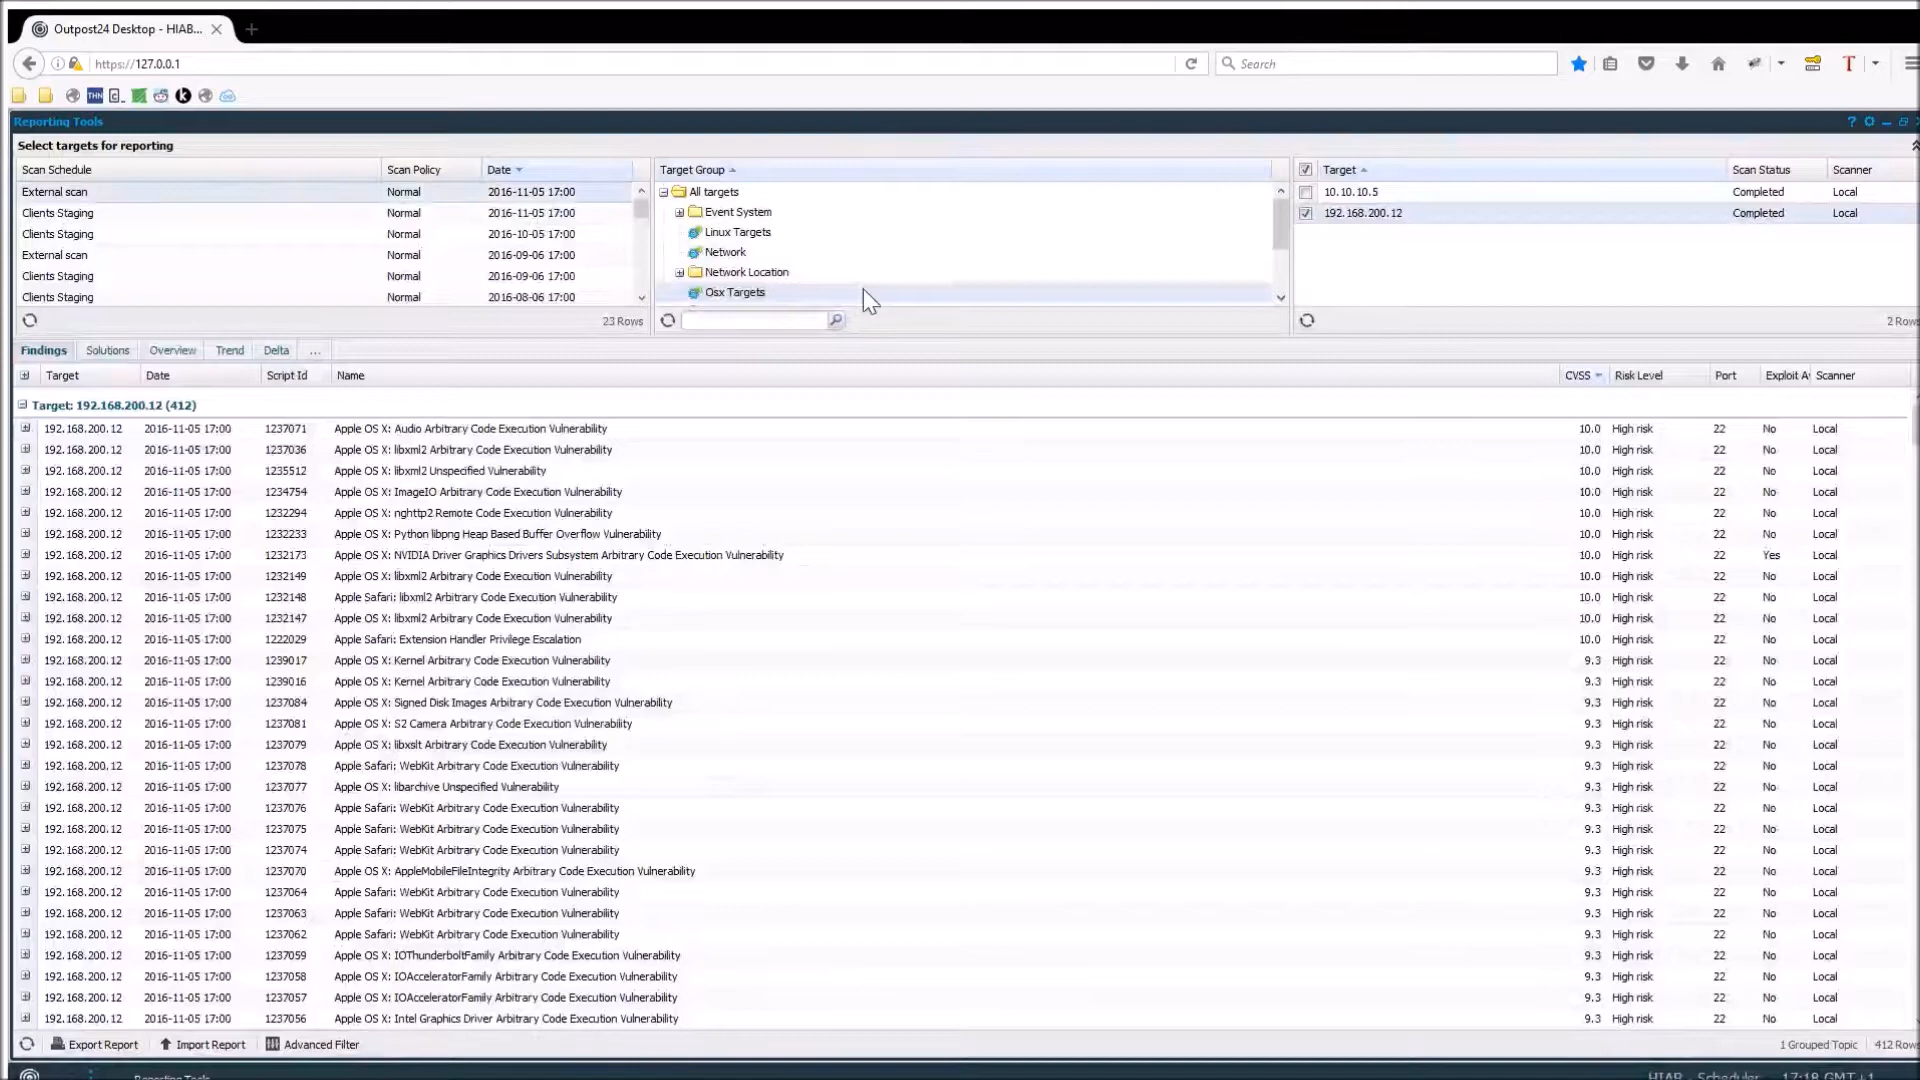 Outpost24 Desktop - HIAB...
https://127.0.0.1
Search
THN
T
Reporting Tools
Select targets for reporting
Scan Schedule Scan Policy Date
External scan Normal 2016-11-05 17:00
Clients Staging Normal 2016-11-05 17:00
Clients Staging Normal 2016-10-05 17:00
External scan Normal 2016-09-06 17:00
Clients Staging Normal 2016-09-06 17:00
Clients Staging Normal 2016-08-06 17:00
23 Rows
Target Group
All targets
Event System
Linux Targets
Network
Network Location
Osx Targets
Target Scan Status Scanner
10.10.10.5 Completed Local
192.168.200.12 Completed Local
2 Rows
Findings Solutions Overview Trend Delta ...
Target Date Script Id Name CVSS Risk Level Port Exploit Av Scanner
Target: 192.168.200.12 (412)
192.168.200.12 2016-11-05 17:00 1237071 Apple OS X: Audio Arbitrary Code Execution Vulnerability 10.0 High risk 22 No Local
192.168.200.12 2016-11-05 17:00 1237036 Apple OS X: libxml2 Arbitrary Code Execution Vulnerability 10.0 High risk 22 No Local
192.168.200.12 2016-11-05 17:00 1235512 Apple OS X: libxml2 Unspecified Vulnerability 10.0 High risk 22 No Local
192.168.200.12 2016-11-05 17:00 1234754 Apple OS X: ImageIO Arbitrary Code Execution Vulnerability 10.0 High risk 22 No Local
192.168.200.12 2016-11-05 17:00 1232294 Apple OS X: nghttp2 Remote Code Execution Vulnerability 10.0 High risk 22 No Local
192.168.200.12 2016-11-05 17:00 1232233 Apple OS X: Python libpng Heap Based Buffer Overflow Vulnerability 10.0 High risk 22 No Local
192.168.200.12 2016-11-05 17:00 1232173 Apple OS X: NVIDIA Driver Graphics Drivers Subsystem Arbitrary Code Execution Vulnerability 10.0 High risk 22 Yes Local
192.168.200.12 2016-11-05 17:00 1232149 Apple OS X: libxml2 Arbitrary Code Execution Vulnerability 10.0 High risk 22 No Local
192.168.200.12 2016-11-05 17:00 1232148 Apple Safari: libxml2 Arbitrary Code Execution Vulnerability 10.0 High risk 22 No Local
192.168.200.12 2016-11-05 17:00 1232147 Apple OS X: libxml2 Arbitrary Code Execution Vulnerability 10.0 High risk 22 No Local
192.168.200.12 2016-11-05 17:00 1222029 Apple Safari: Extension Handler Privilege Escalation 10.0 High risk 22 No Local
192.168.200.12 2016-11-05 17:00 1239017 Apple OS X: Kernel Arbitrary Code Execution Vulnerability 9.3 High risk 22 No Local
192.168.200.12 2016-11-05 17:00 1239016 Apple OS X: Kernel Arbitrary Code Execution Vulnerability 9.3 High risk 22 No Local
192.168.200.12 2016-11-05 17:00 1237084 Apple OS X: Signed Disk Images Arbitrary Code Execution Vulnerability 9.3 High risk 22 No Local
192.168.200.12 2016-11-05 17:00 1237081 Apple OS X: S2 Camera Arbitrary Code Execution Vulnerability 9.3 High risk 22 No Local
192.168.200.12 2016-11-05 17:00 1237079 Apple OS X: libxslt Arbitrary Code Execution Vulnerability 9.3 High risk 22 No Local
192.168.200.12 2016-11-05 17:00 1237078 Apple Safari: WebKit Arbitrary Code Execution Vulnerability 9.3 High risk 22 No Local
192.168.200.12 2016-11-05 17:00 1237077 Apple OS X: libarchive Unspecified Vulnerability 9.3 High risk 22 No Local
192.168.200.12 2016-11-05 17:00 1237076 Apple Safari: WebKit Arbitrary Code Execution Vulnerability 9.3 High risk 22 No Local
192.168.200.12 2016-11-05 17:00 1237075 Apple Safari: WebKit Arbitrary Code Execution Vulnerability 9.3 High risk 22 No Local
192.168.200.12 2016-11-05 17:00 1237074 Apple Safari: WebKit Arbitrary Code Execution Vulnerability 9.3 High risk 22 No Local
192.168.200.12 2016-11-05 17:00 1237070 Apple OS X: AppleMobileFileIntegrity Arbitrary Code Execution Vulnerability 9.3 High risk 22 No Local
192.168.200.12 2016-11-05 17:00 1237064 Apple Safari: WebKit Arbitrary Code Execution Vulnerability 9.3 High risk 22 No Local
192.168.200.12 2016-11-05 17:00 1237063 Apple Safari: WebKit Arbitrary Code Execution Vulnerability 9.3 High risk 22 No Local
192.168.200.12 2016-11-05 17:00 1237062 Apple Safari: WebKit Arbitrary Code Execution Vulnerability 9.3 High risk 22 No Local
192.168.200.12 2016-11-05 17:00 1237059 Apple OS X: IOThunderboltFamily Arbitrary Code Execution Vulnerability 9.3 High risk 22 No Local
192.168.200.12 2016-11-05 17:00 1237058 Apple OS X: IOAcceleratorFamily Arbitrary Code Execution Vulnerability 9.3 High risk 22 No Local
192.168.200.12 2016-11-05 17:00 1237057 Apple OS X: IOAcceleratorFamily Arbitrary Code Execution Vulnerability 9.3 High risk 22 No Local
192.168.200.12 2016-11-05 17:00 1237056 Apple OS X: Intel Graphics Driver Arbitrary Code Execution Vulnerability 9.3 High risk 22 No Local
Export Report Import Report Advanced Filter 1 Grouped Topic 412 Rows
Reporting Tools HIAB - Scheduler 17:18 GMT+1